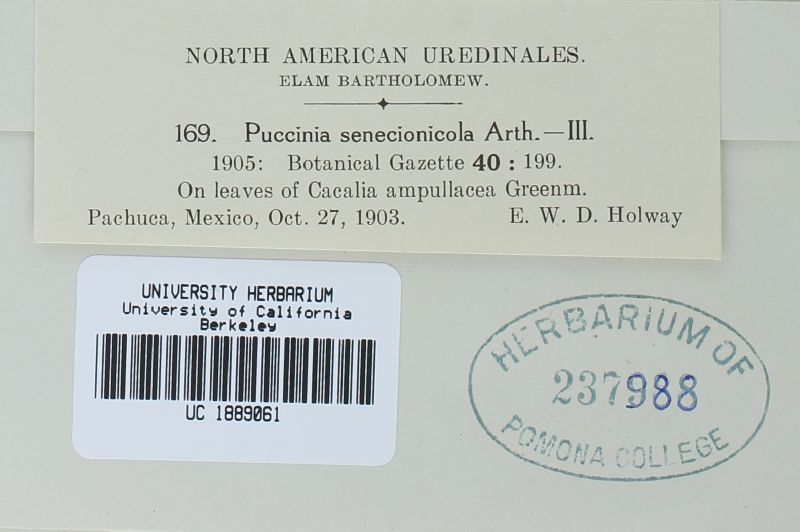 NORTH AMERICAN UREDINALES.
ELAM BARTHOLOMEW.
169. Puccinia senecionicola Arth.—III.
1905: Botanical Gazette 40 : 199.
On leaves of Cacalia ampullacea Greenm.
Pachuca, Mexico, Oct. 27, 1903. E. W. D. Holway
UNIVERSITY HERBARIUM
University of California
Berkeley
UC 1889061
HERBARIUM OF
237988
POMONA COLLEGE